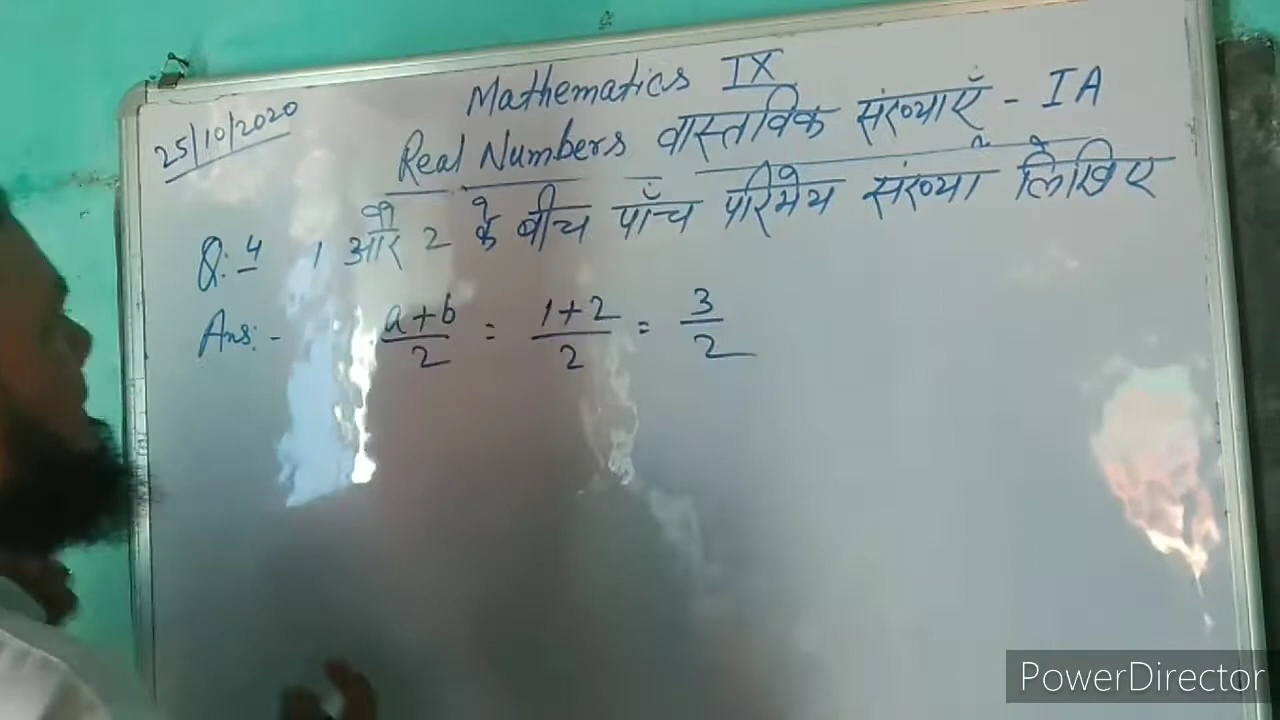 25/10/2020
Mathematics IX
Real Numbers वास्तविक संख्याएँ - IA
Q:4 1 और 2 के बीच पाँच परिमेय संख्याएँ लिखिए
Ans:- a+b/2 = 1+2/2 = 3/2
PowerDirector